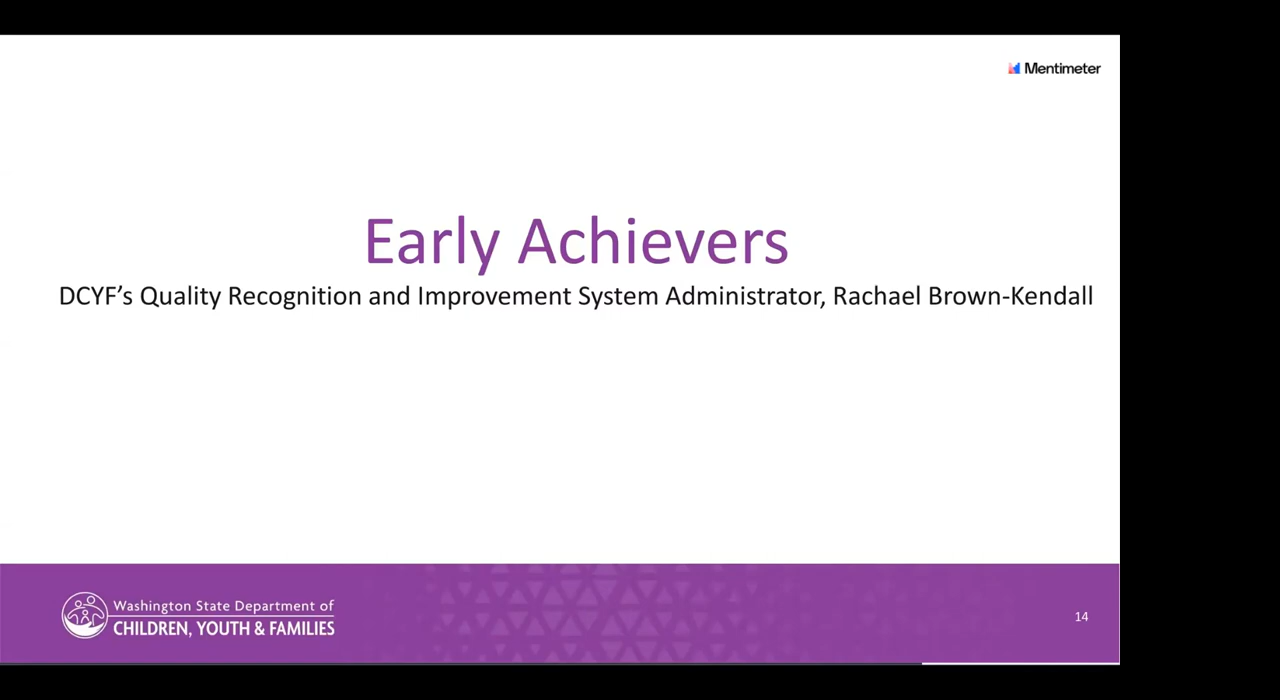 Mentimeter
Early Achievers
DCYF’s Quality Recognition and Improvement System Administrator, Rachael Brown-Kendall
Washington State Department of
CHILDREN, YOUTH & FAMILIES
14